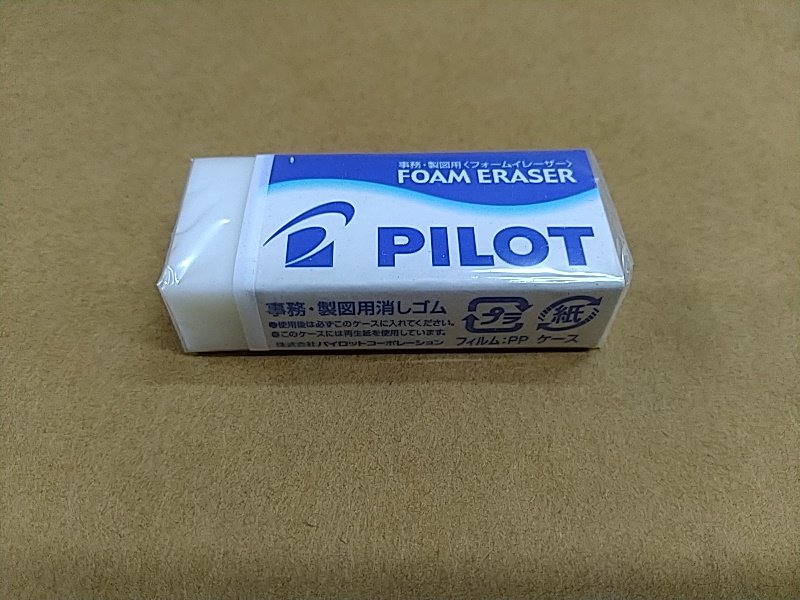 事務・製図用〈フォームイレーザー〉
FOAM ERASER
PILOT
事務・製図用消しゴム
●使用後は必ずこのケースに入れてください。
●このケースには再生紙を使用しています。
株式会社パイロットコーポレーション
プラ
フィルム:PP
紙
ケース